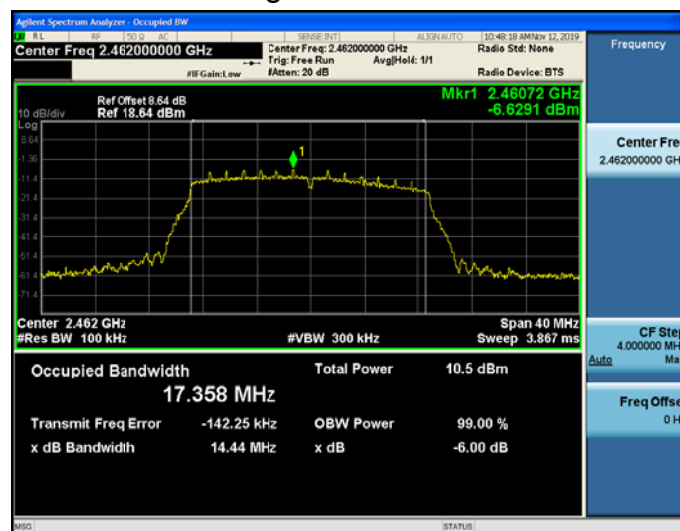 Agilent Spectrum Analyzer - Occupied BW
RL RF 50 Ω AC SENSE:INT ALIGN AUTO 10:48:18 AM Nov 12, 2019
Center Freq 2.462000000 GHz
Center Freq: 2.462000000 GHz
Radio Std: None
Trig: Free Run Avg|Hold: 1/1
#IFGain:Low
#Atten: 20 dB
Radio Device: BTS
Frequency
Mkr1 2.46072 GHz
-6.6291 dBm
Ref Offset 8.64 dB
10 dB/div Ref 18.64 dBm
Log
8.64
-1.36
-11.4
-21.4
-31.4
-41.4
-51.4
-61.4
-71.4
1
Center 2.462 GHz
Span 40 MHz
#Res BW 100 kHz
#VBW 300 kHz
Sweep 3.867 ms
Occupied Bandwidth
17.358 MHz
Total Power 10.5 dBm
Transmit Freq Error -142.25 kHz
OBW Power 99.00 %
x dB Bandwidth 14.44 MHz
x dB -6.00 dB
Center Fre
2.462000000 GH
CF Ste
4.000000 MH
Auto Ma
Freq Offse
0 H
MSG STATUS